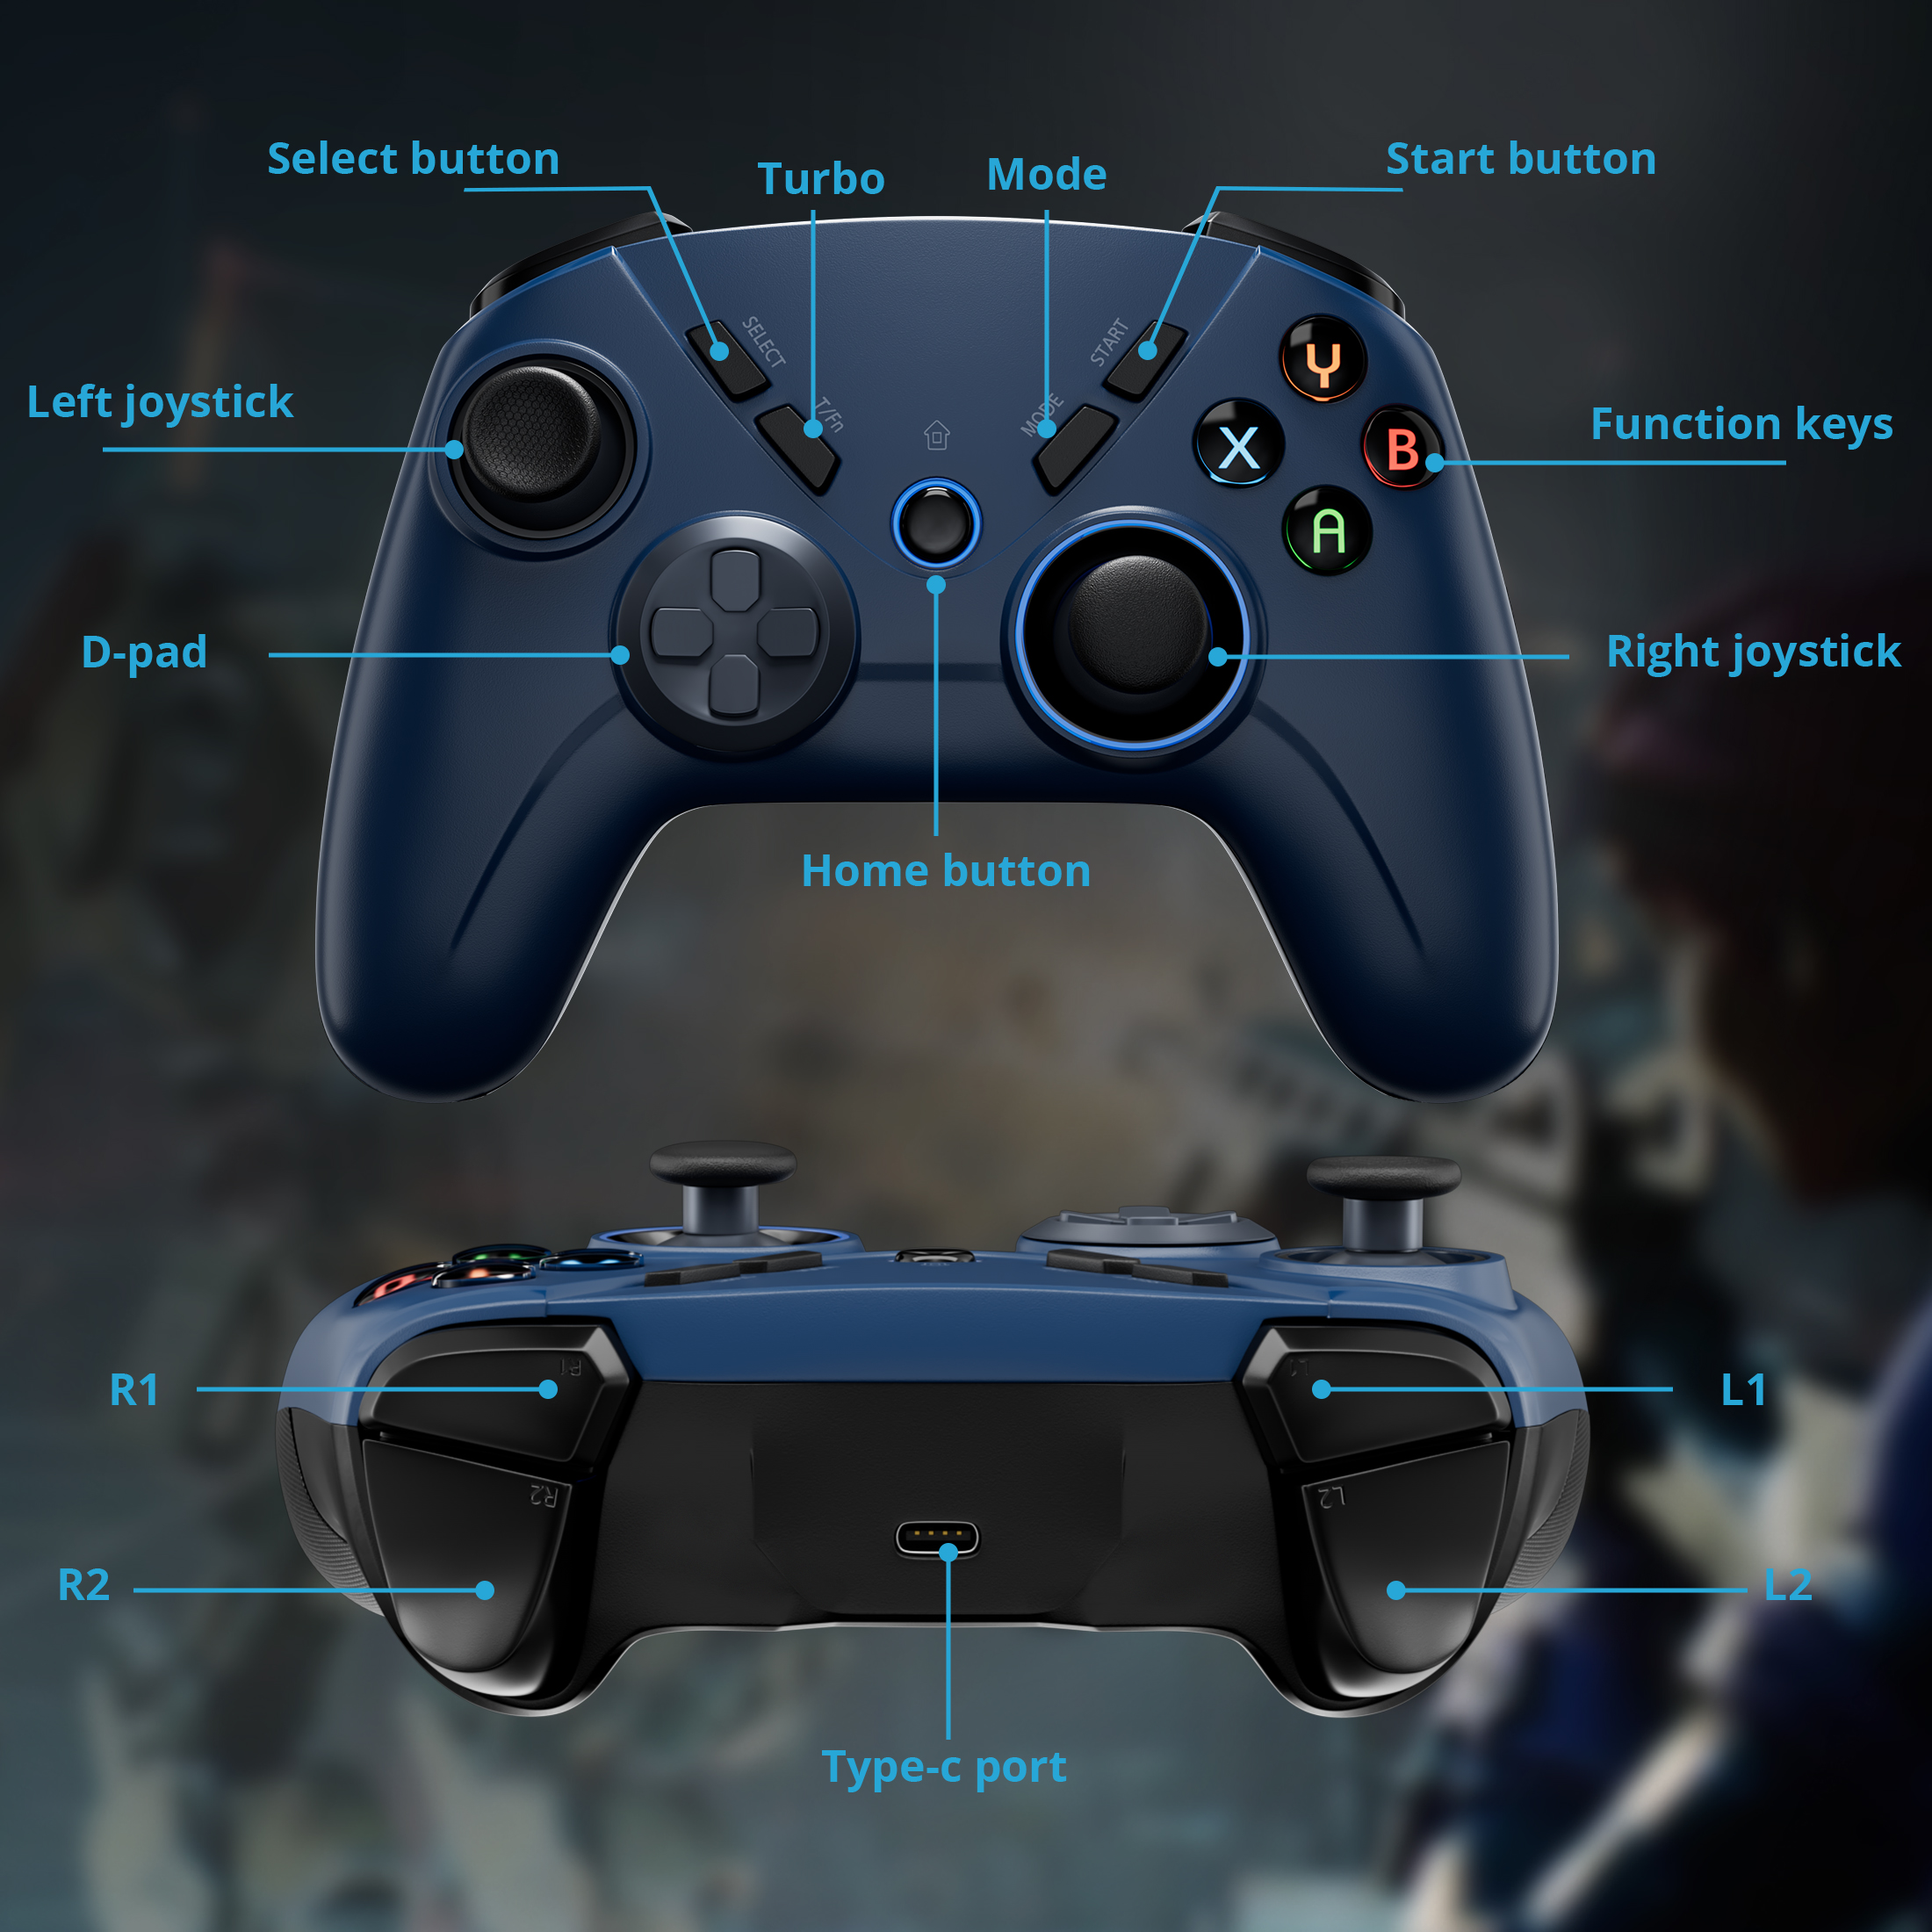 Select button
Turbo
Mode
Start button
SELECT
START
T/Fn
MODE
Y
Left joystick
Function keys
X
B
A
D-pad
Right joystick
Home button
R1
R1
L1
L1
R2
L2
R2
L2
Type-c port